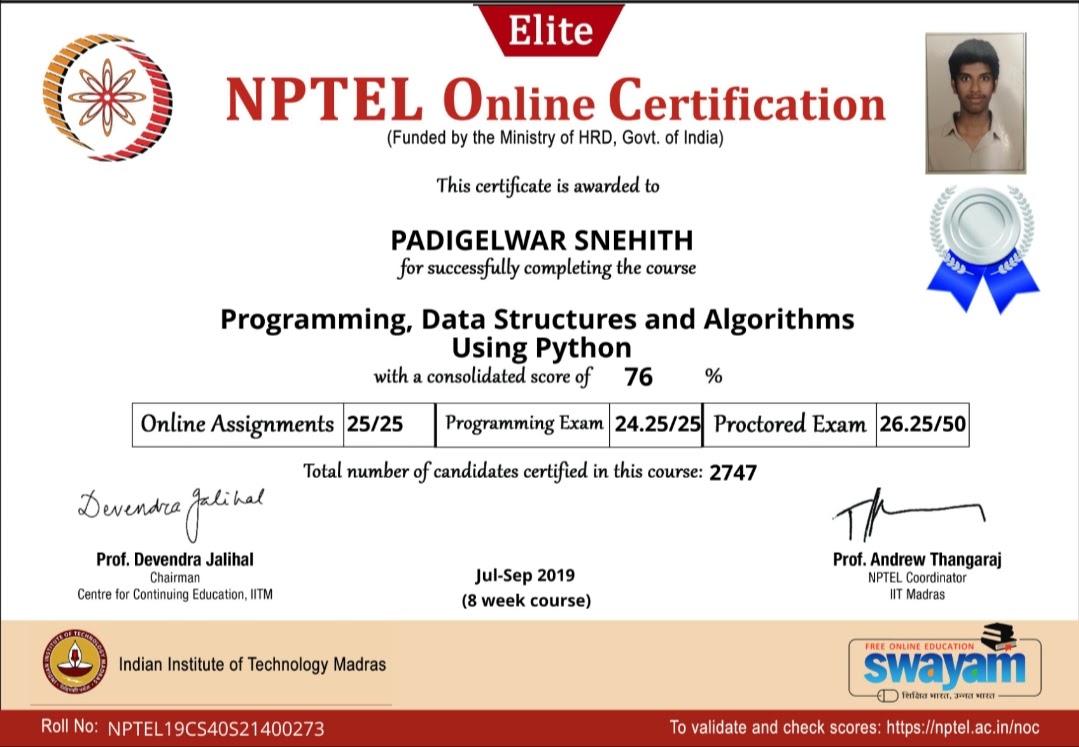 Elite
NPTEL Online Certification
(Funded by the Ministry of HRD, Govt. of India)
This certificate is awarded to
PADIGELWAR SNEHITH
for successfully completing the course
Programming, Data Structures and Algorithms
Using Python
with a consolidated score of 76 %
Online Assignments 25/25 Programming Exam 24.25/25 Proctored Exam 26.25/50
Total number of candidates certified in this course: 2747
Devendra Jalihal
Prof. Devendra Jalihal
Chairman
Centre for Continuing Education, IITM
Jul-Sep 2019
(8 week course)
Prof. Andrew Thangaraj
NPTEL Coordinator
IIT Madras
Indian Institute of Technology Madras
FREE ONLINE EDUCATION
swayam
शिक्षित भारत, उन्नत भारत
Roll No: NPTEL19CS40S21400273
To validate and check scores: https://nptel.ac.in/noc